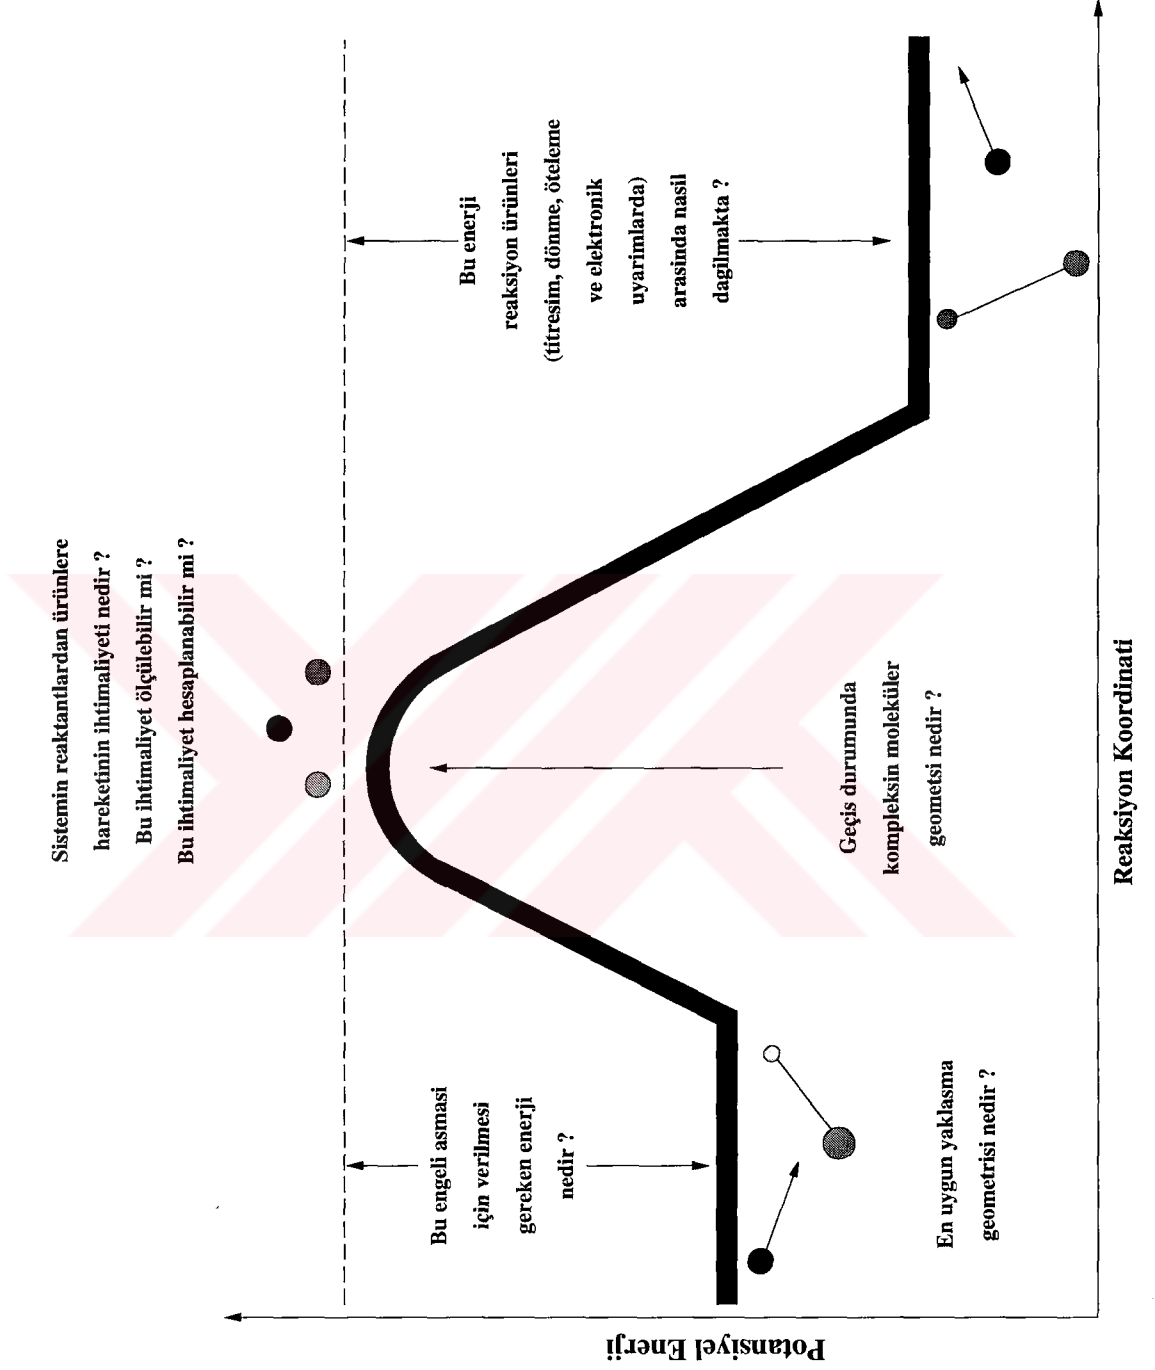 Sistemin reaktantlardan ürünlere
hareketinin ihtimaliyeti nedir ?
Bu ihtimaliyet ölçülebilir mi ?
Bu ihtimaliyet hesaplanabilir mi ?
Bu engeli asmasi
için verilmesi
gereken enerji
nedir ?
Bu enerji
reaksiyon ürünleri
(titresim, dönme, öteleme
ve elektronik
uyarimlarda)
arasinda nasil
dagilmakta ?
Geçis durumunda
kompleksin moleküler
geometsi nedir ?
En uygun yaklasma
geometrisi nedir ?
Potansiyel Enerji
Reaksiyon Koordinati